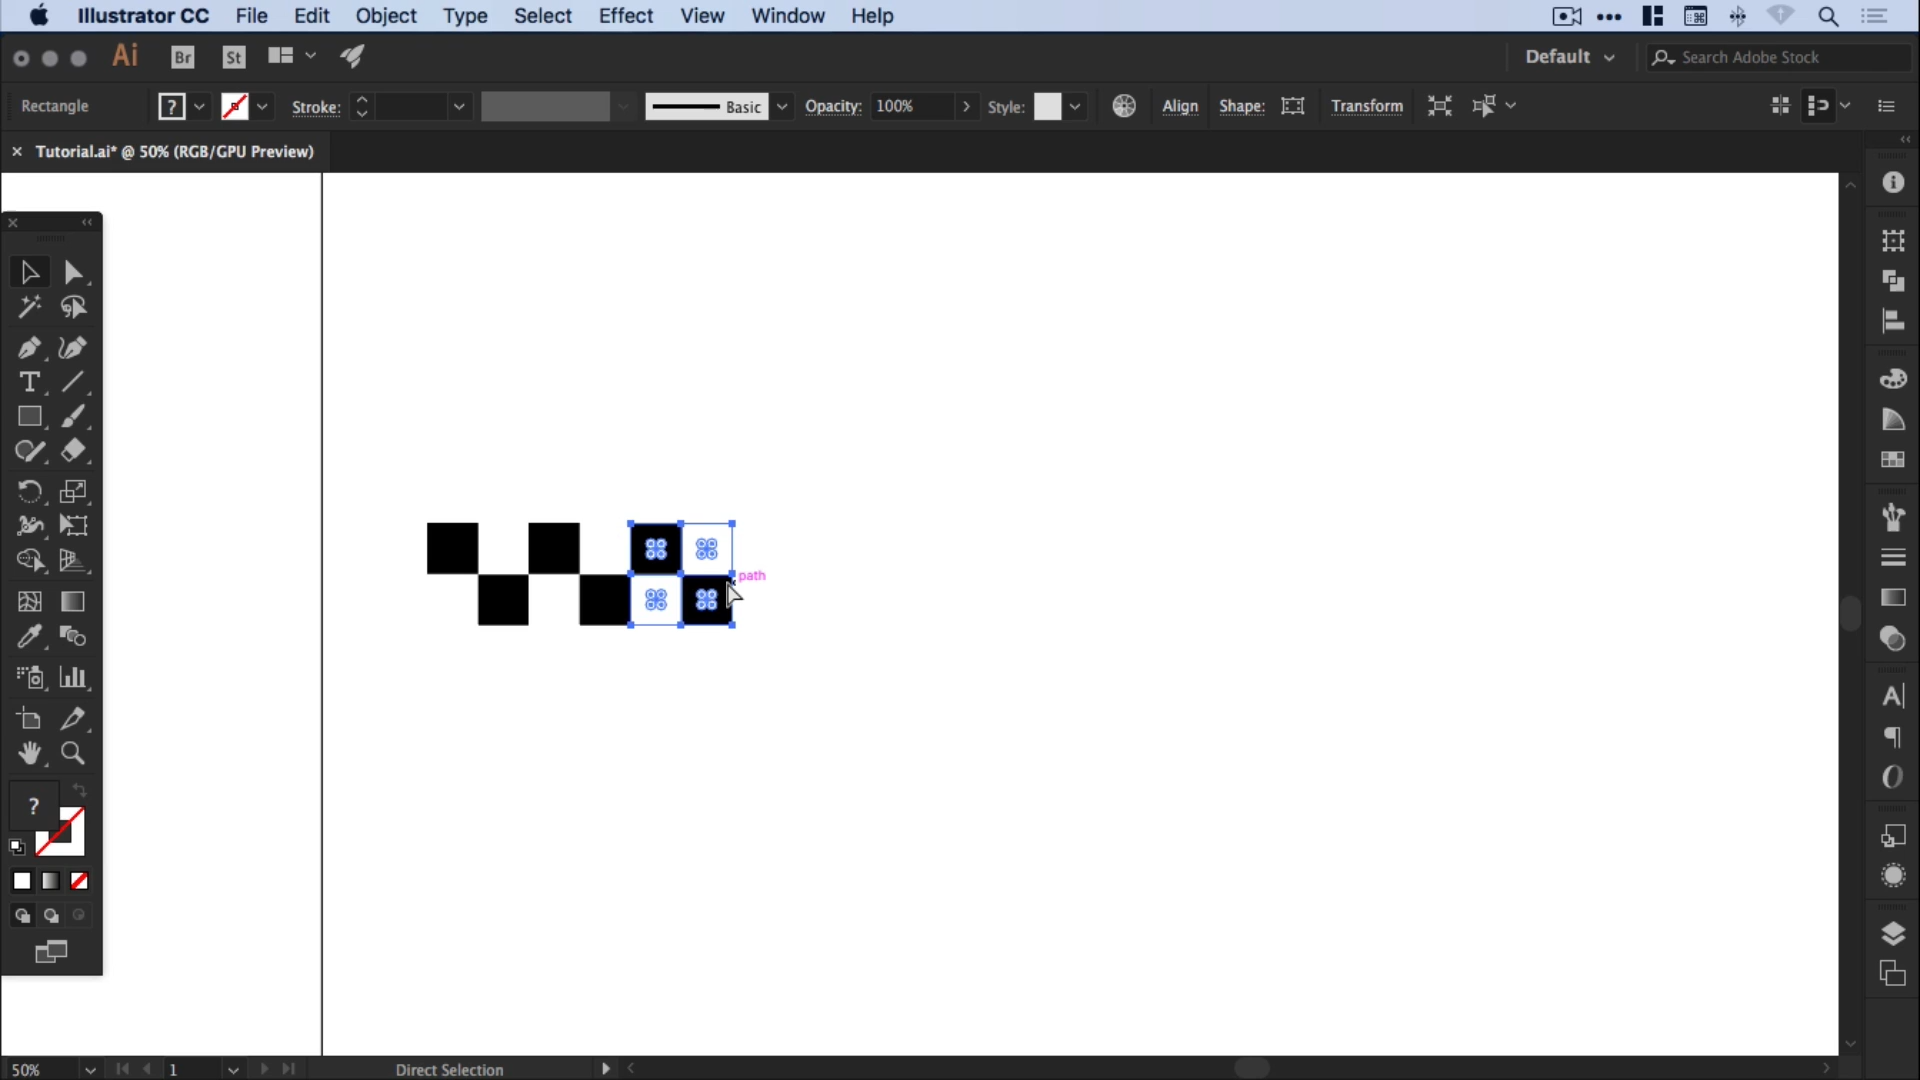 Illustrator CC File Edit Object Type Select Effect View Window Help
Ai Br St Default Search Adobe Stock
Rectangle ? Stroke: Basic Opacity: 100% Style: Align Shape: Transform
× Tutorial.ai* @ 50% (RGB/GPU Preview)
path
?
50% 1 Direct Selection